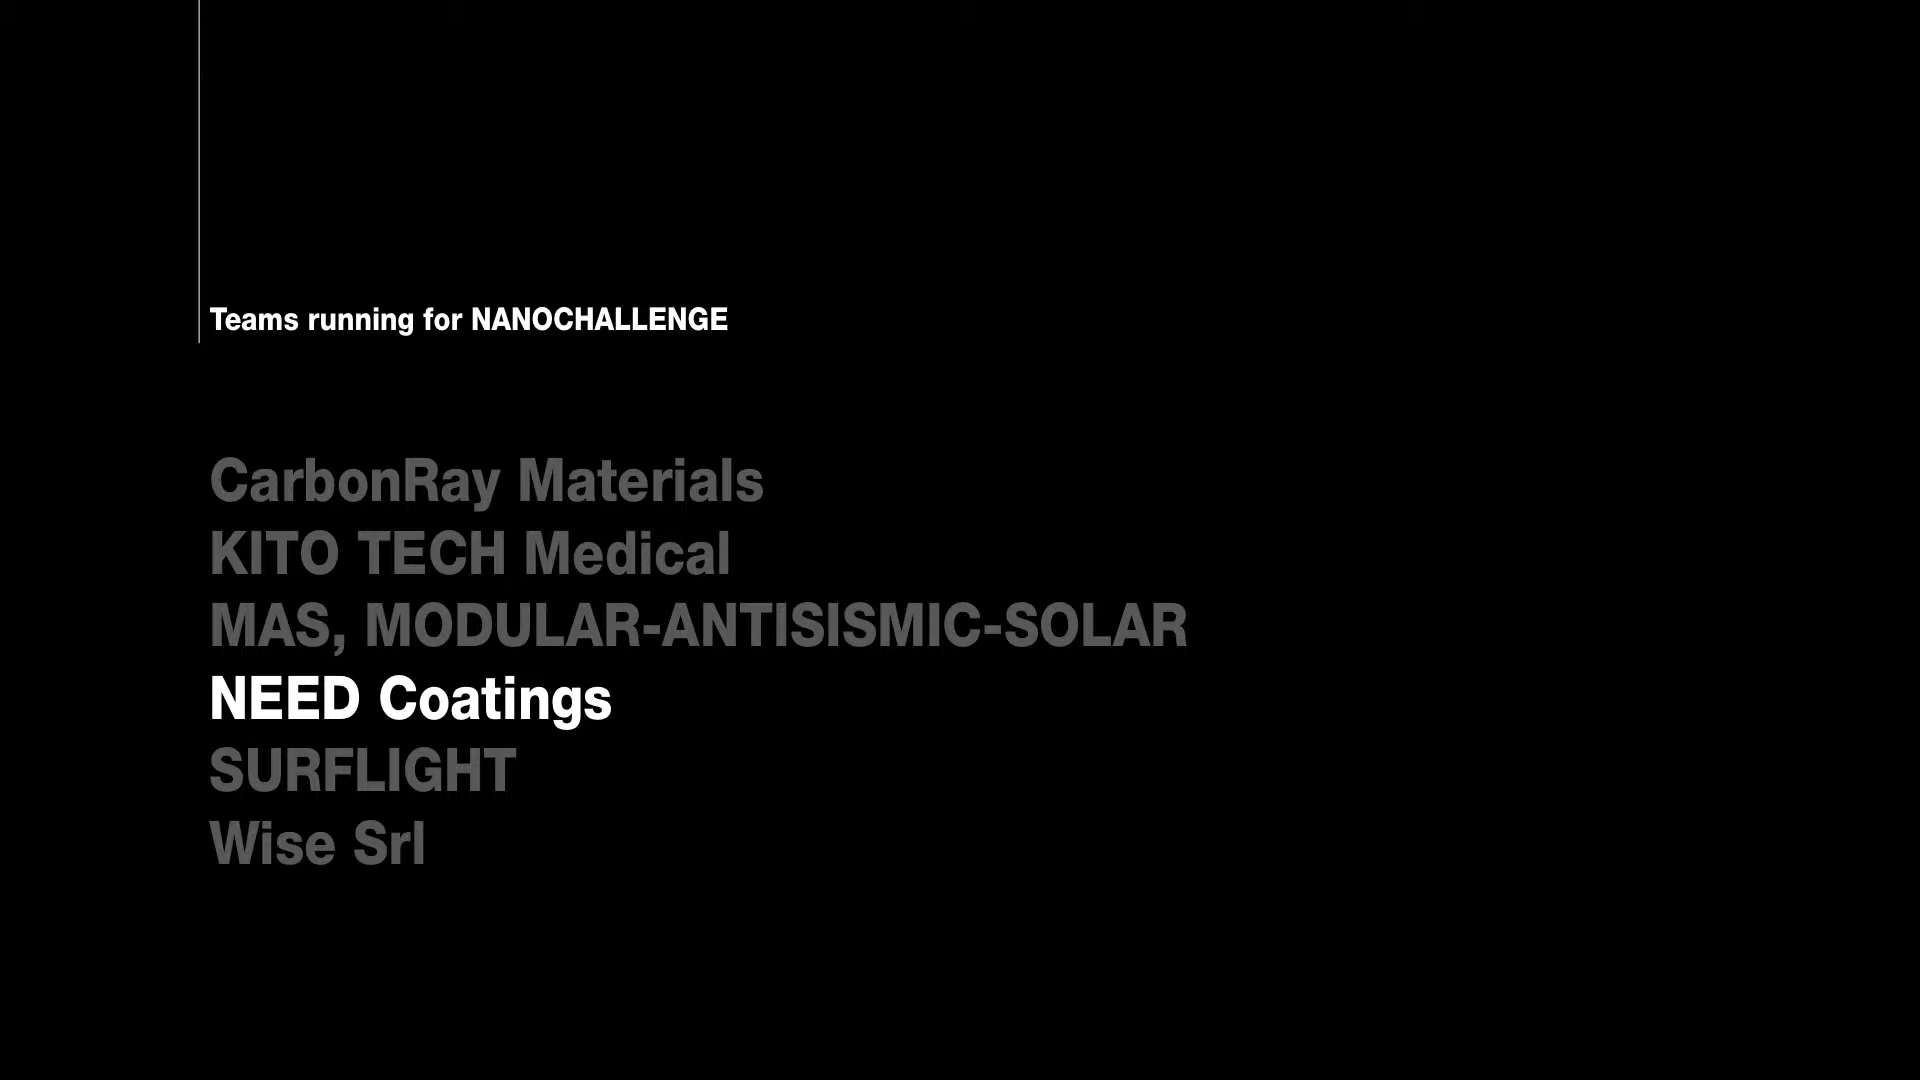 Teams running for NANOCHALLENGE
CarbonRay Materials
KITO TECH Medical
MAS, MODULAR-ANTISISMIC-SOLAR
NEED Coatings
SURFLIGHT
Wise Srl